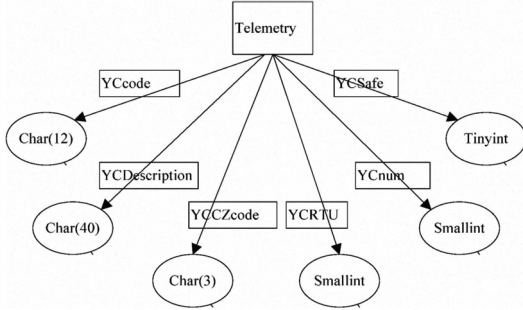 Telemetry
YCcode
YCSafe
Char(12)
Tinyint
YCDescription
YCnum
Char(40)
YCCZcode
YCRTU
Smallint
Char(3)
Smallint